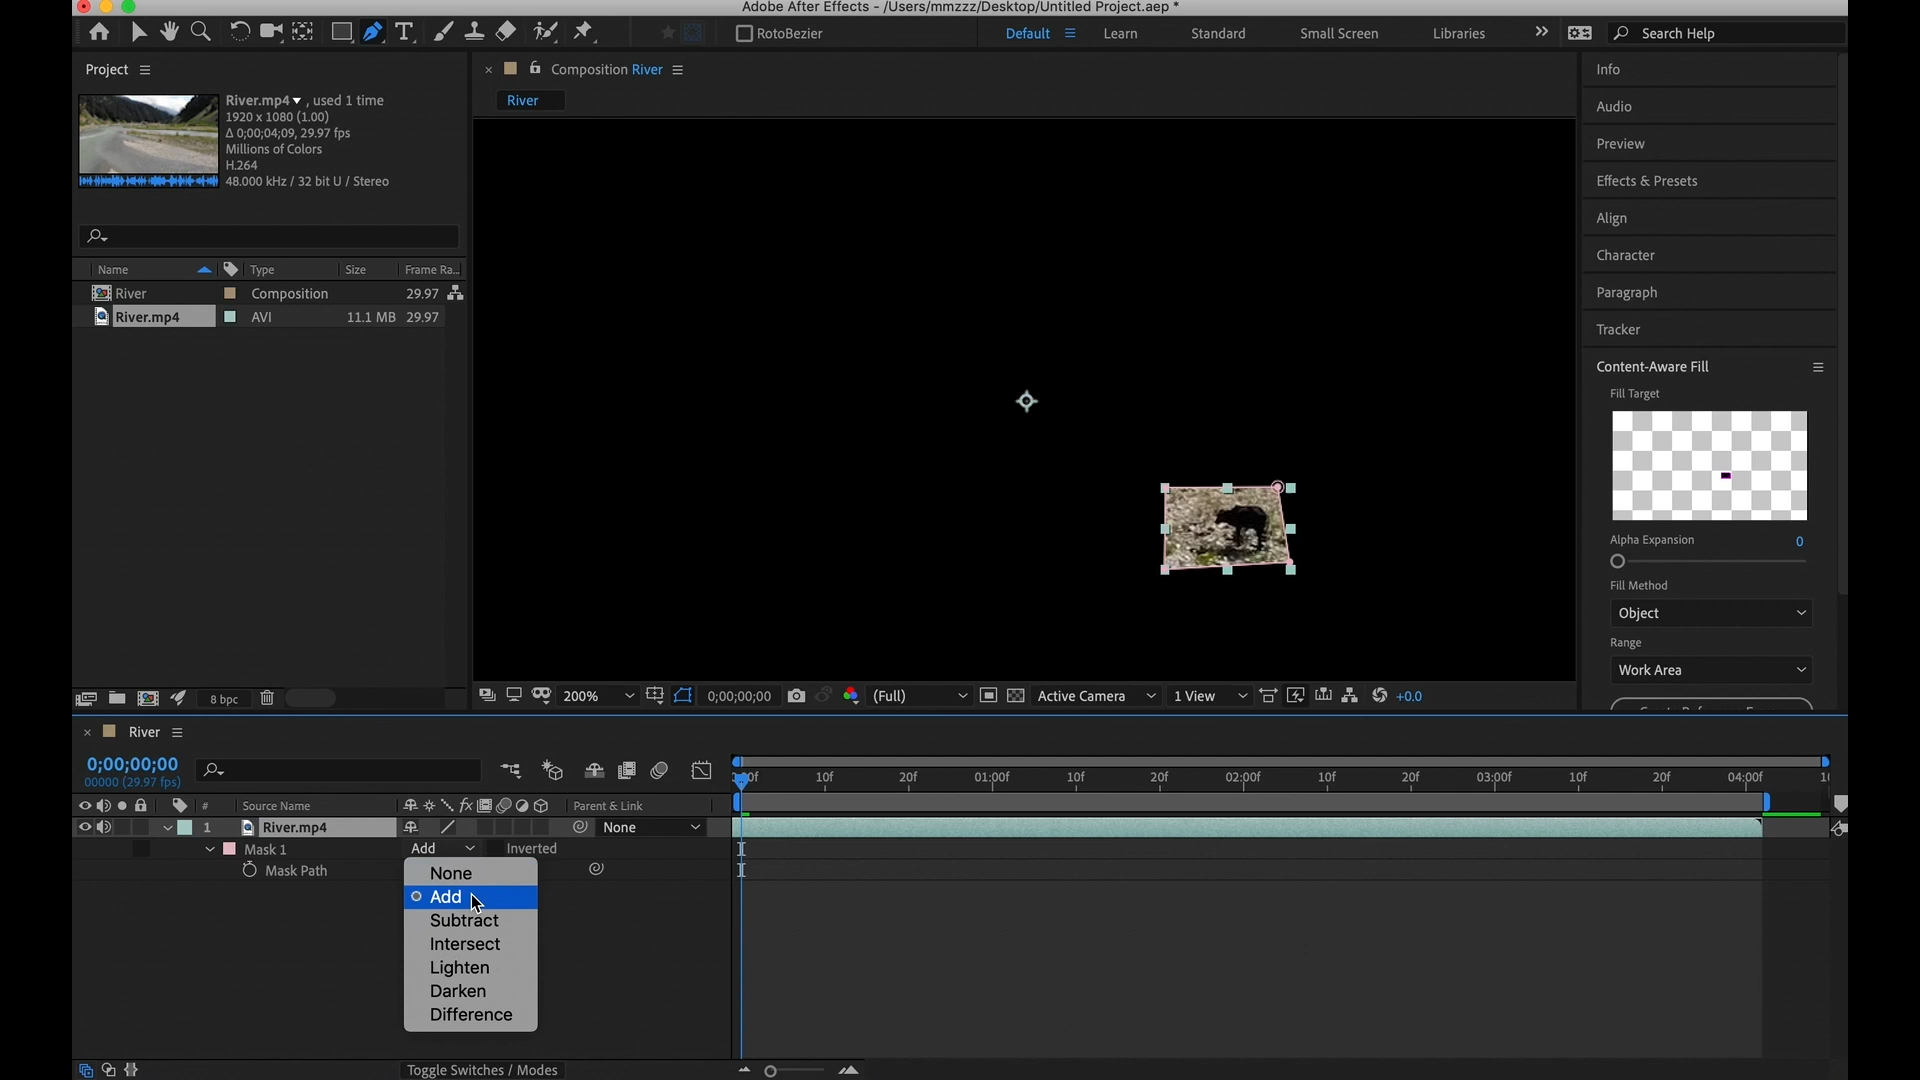 Adobe After Effects - /Users/mmzzz/Desktop/Untitled Project.aep *
RotoBezier
Default
Learn
Standard
Small Screen
Libraries
Search Help
Project
River.mp4 , used 1 time
1920 x 1080 (1.00)
Δ 0;00;04;09, 29.97 fps
Millions of Colors
H.264
48.000 kHz / 32 bit U / Stereo
Name
Type
Size
Frame Ra...
River
Composition
29.97
River.mp4
AVI
11.1 MB
29.97
8 bpc
Composition River
River
200%
0;00;00;00
(Full)
Active Camera
1 View
+0.0
Info
Audio
Preview
Effects & Presets
Align
Character
Paragraph
Tracker
Content-Aware Fill
Fill Target
Alpha Expansion
0
Fill Method
Object
Range
Work Area
River
0;00;00;00
00000 (29.97 fps)
10f
20f
01:00f
10f
20f
02:00f
10f
20f
03:00f
10f
20f
04:00f
#
Source Name
Parent & Link
1
River.mp4
None
Mask 1
Add
Inverted
Mask Path
None
Add
Subtract
Intersect
Lighten
Darken
Difference
Toggle Switches / Modes